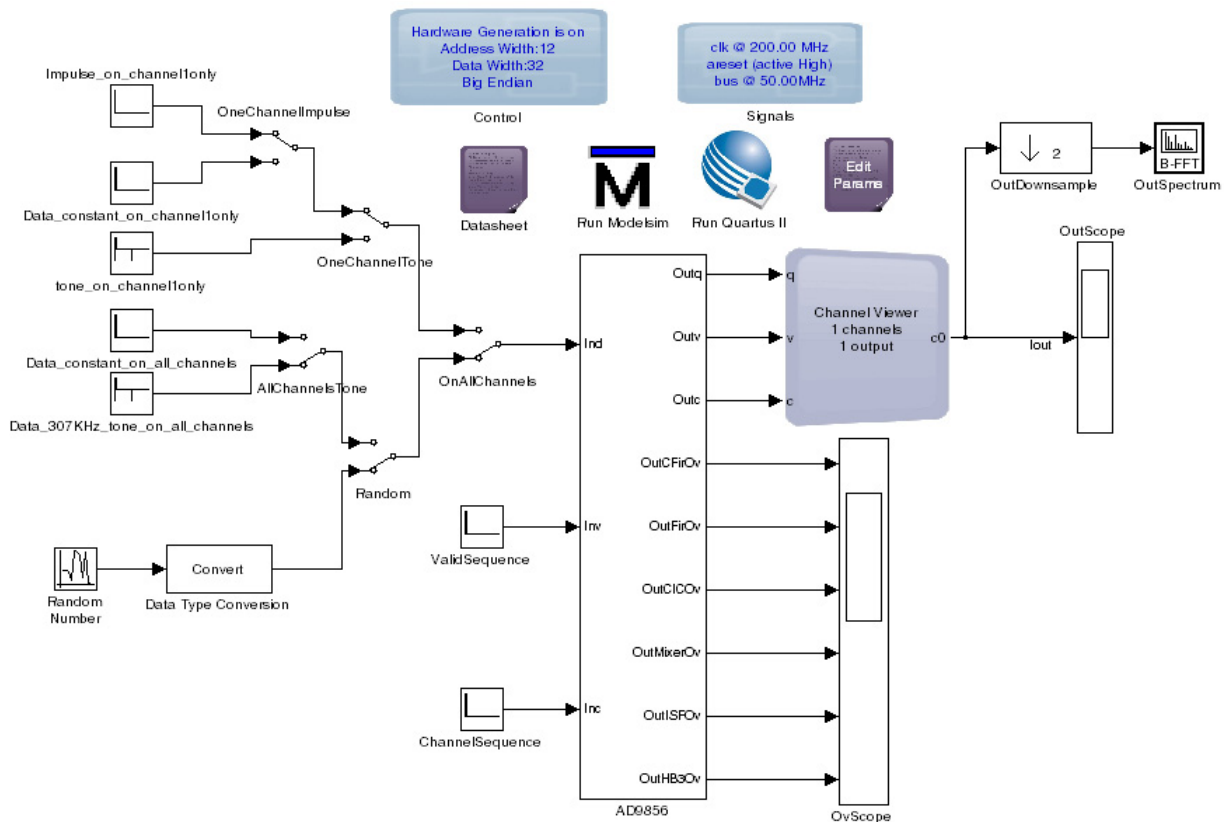 Hardware Generation is on
Address Width:12
Data Width:32
Big Endian
Control
clk @ 200.00 MHz
areset (active High)
bus @ 50.00MHz
Signals
Impulse_on_channel1only
OneChannelImpulse
Data_constant_on_channel1only
tone_on_channel1only
OneChannelTone
Data_constant_on_all_channels
AllChannelsTone
Data_307KHz_tone_on_all_channels
OnAllChannels
Random
Random
Number
Convert
Data Type Conversion
Datasheet
M
Run Modelsim
Run Quartus II
Edit
Params
ValidSequence
ChannelSequence
Ind
Inv
Inc
Outq
Outv
Outc
OutCFirOv
OutFirOv
OutCICOv
OutMixerOv
OutISFOv
OutHB3Ov
AD9856
q
v
c
Channel Viewer
1 channels
1 output
c0
Iout
2
OutDownsample
B-FFT
OutSpectrum
OutScope
OvScope